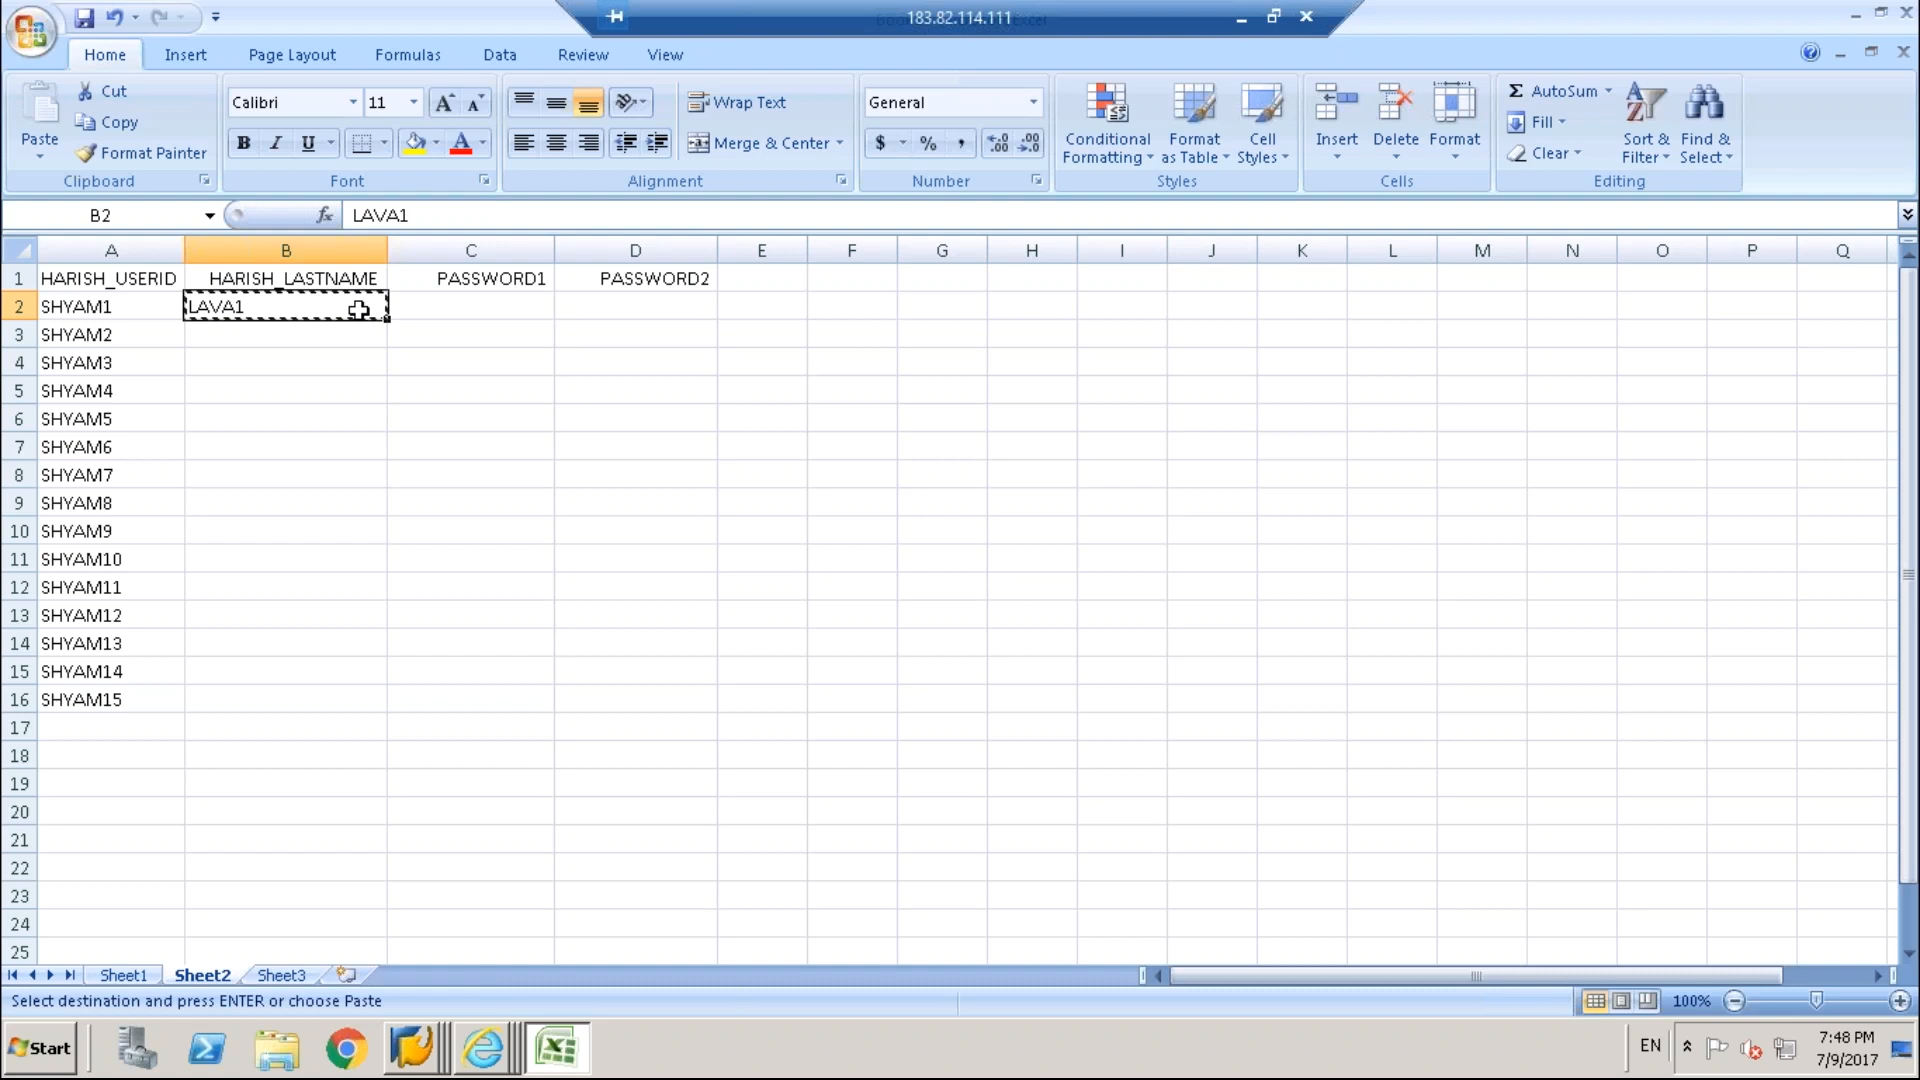 183.82.114.111
Home Insert Page Layout Formulas Data Review View
Paste
Cut
Copy
Format Painter
Clipboard
Calibri 11
B I U
Font
Wrap Text
Merge & Center
Alignment
General
$ % ,
Number
Conditional Formatting
Format as Table
Cell Styles
Styles
Insert Delete Format
Cells
Σ AutoSum
Fill
Clear
Sort & Filter
Find & Select
Editing
B2 fx LAVA1
A B C D E F G H I J K L M N O P Q
1 HARISH_USERID HARISH_LASTNAME PASSWORD1 PASSWORD2
2 SHYAM1 LAVA1
3 SHYAM2
4 SHYAM3
5 SHYAM4
6 SHYAM5
7 SHYAM6
8 SHYAM7
9 SHYAM8
10 SHYAM9
11 SHYAM10
12 SHYAM11
13 SHYAM12
14 SHYAM13
15 SHYAM14
16 SHYAM15
17
18
19
20
21
22
23
24
25
Sheet1 Sheet2 Sheet3
Select destination and press ENTER or choose Paste 100%
Start EN 7:48 PM
7/9/2017